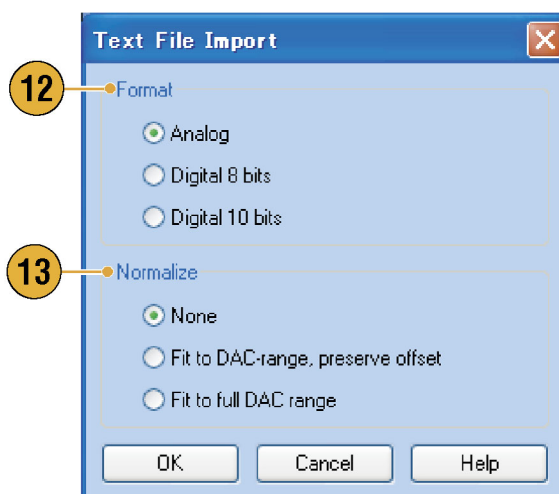 Text File Import
12
Format
Analog
Digital 8 bits
Digital 10 bits
13
Normalize
None
Fit to DAC-range, preserve offset
Fit to full DAC range
OK Cancel Help